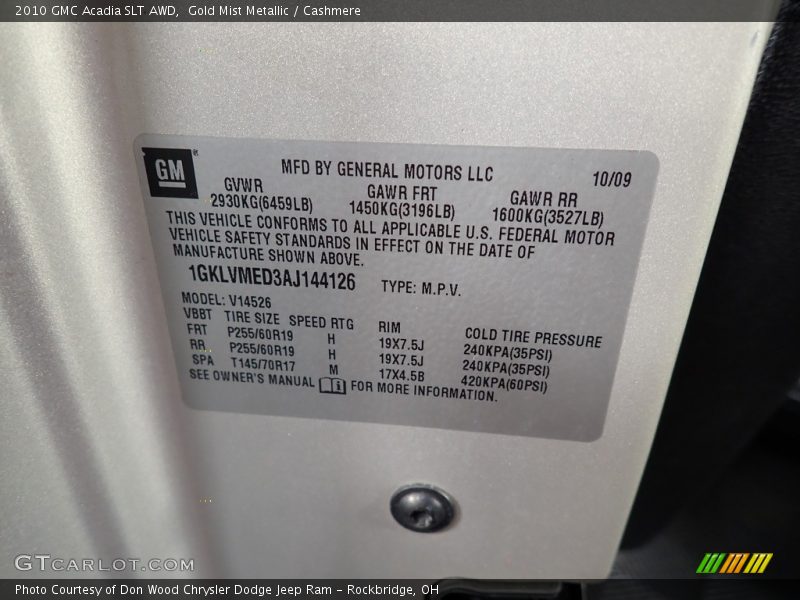 2010 GMC Acadia SLT AWD,  Gold Mist Metallic / Cashmere
GM ®
MFD BY GENERAL MOTORS LLC 10/09
GVWR GAWR FRT GAWR RR
2930KG(6459LB) 1450KG(3196LB) 1600KG(3527LB)
THIS VEHICLE CONFORMS TO ALL APPLICABLE U.S. FEDERAL MOTOR
VEHICLE SAFETY STANDARDS IN EFFECT ON THE DATE OF
MANUFACTURE SHOWN ABOVE.
1GKLVMED3AJ144126 TYPE: M.P.V.
MODEL: V14526
VBBT TIRE SIZE SPEED RTG RIM COLD TIRE PRESSURE
FRT P255/60R19 H 19X7.5J 240KPA(35PSI)
RR P255/60R19 H 19X7.5J 240KPA(35PSI)
SPA T145/70R17 M 17X4.5B 420KPA(60PSI)
SEE OWNER'S MANUAL FOR MORE INFORMATION.
GTCARLOT.COM
Photo Courtesy of Don Wood Chrysler Dodge Jeep Ram - Rockbridge, OH